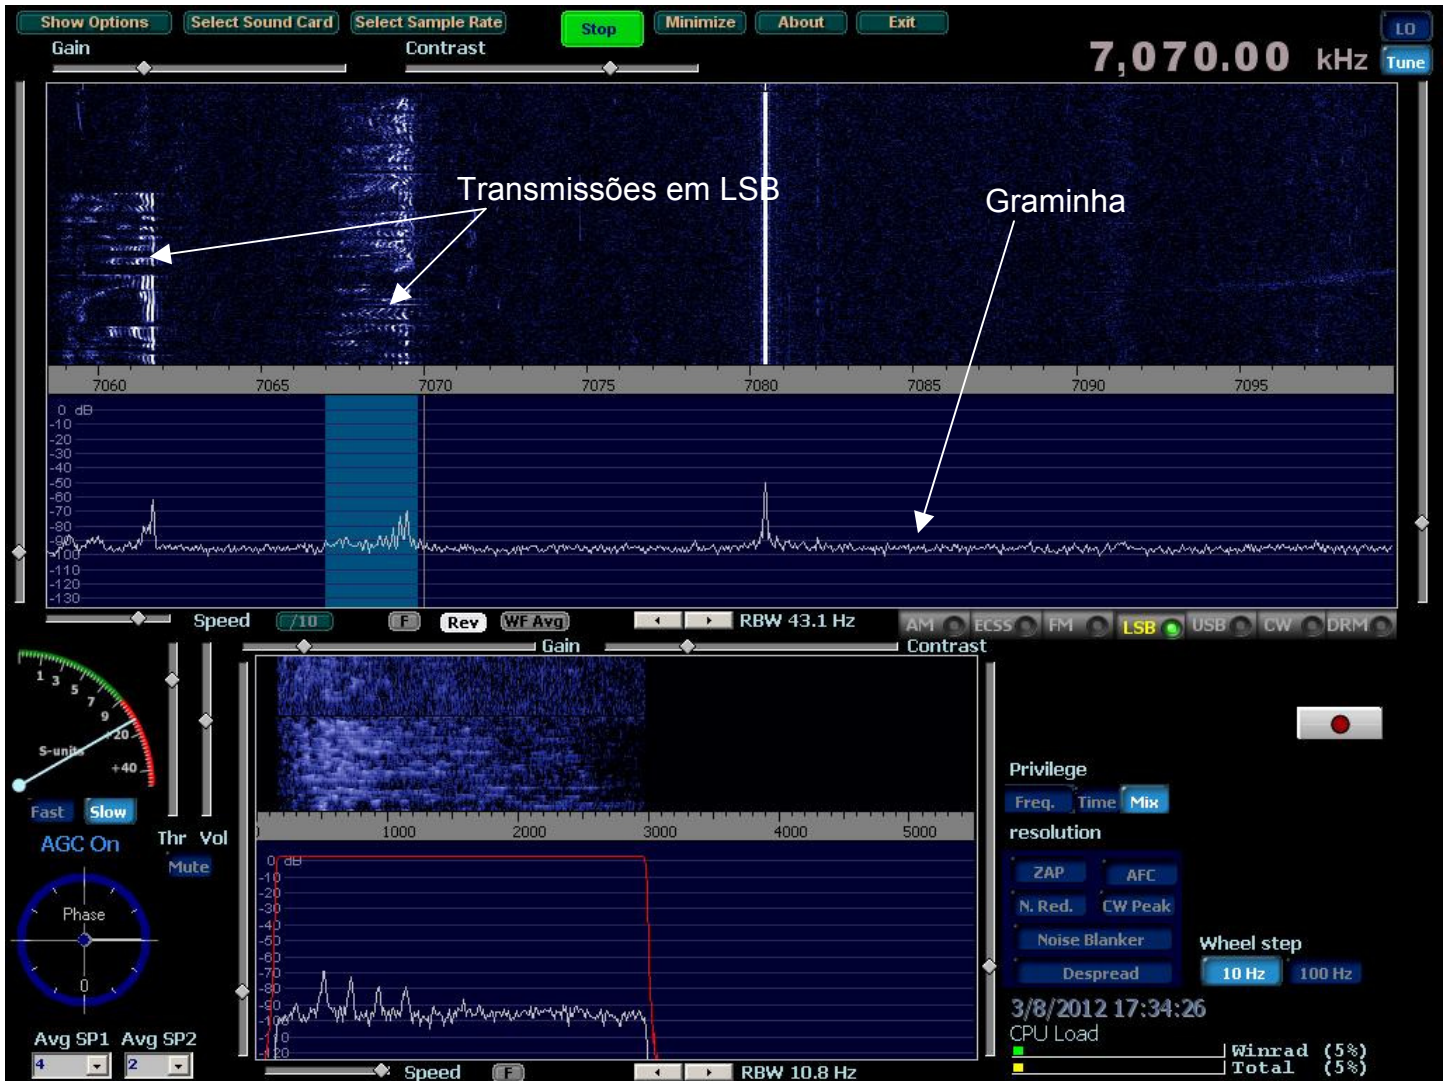 Show Options Select Sound Card Select Sample Rate Stop Minimize About Exit LO
Gain Contrast 7,070.00 kHz Tune
Transmissões em LSB
Graminha
7060 7065 7070 7075 7080 7085 7090 7095
0 dB
-10
-20
-30
-40
-50
-60
-70
-80
-90
-100
-110
-120
-130
Speed /10 F Rev WF Avg RBW 43.1 Hz AM ECSS FM LSB USB CW DRM
Gain Contrast
1 3 5 7 9 +20 +40
S-units
Fast Slow
AGC On
Thr Vol
Mute
Phase
0
Avg SP1 Avg SP2
4 2
1000 2000 3000 4000 5000
0 dB
-10
-20
-30
-40
-50
-60
-70
-80
-90
-100
-120
Speed F RBW 10.8 Hz
Privilege
Freq. Time Mix
resolution
ZAP AFC
N. Red. CW Peak
Noise Blanker
Despread
Wheel step
10 Hz 100 Hz
3/8/2012 17:34:26
CPU Load
Winrad (5%)
Total (5%)